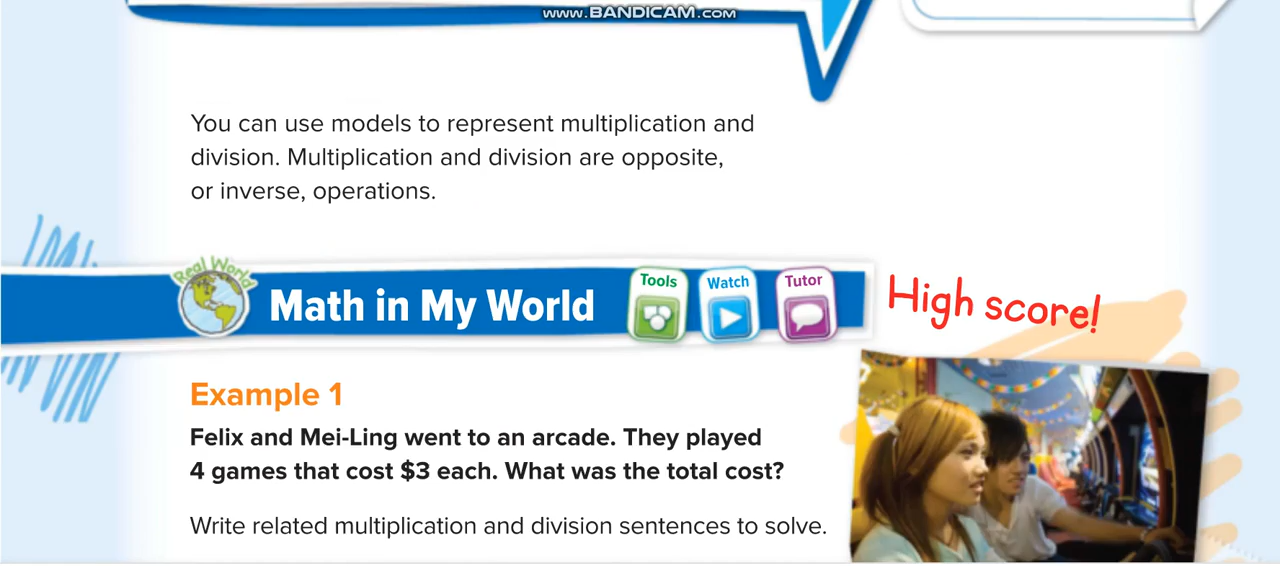 www.BANDICAM.com
You can use models to represent multiplication and
division. Multiplication and division are opposite,
or inverse, operations.
Real World
Math in My World
Tools
Watch
Tutor
High score!
Example 1
Felix and Mei-Ling went to an arcade. They played
4 games that cost $3 each. What was the total cost?
Write related multiplication and division sentences to solve.